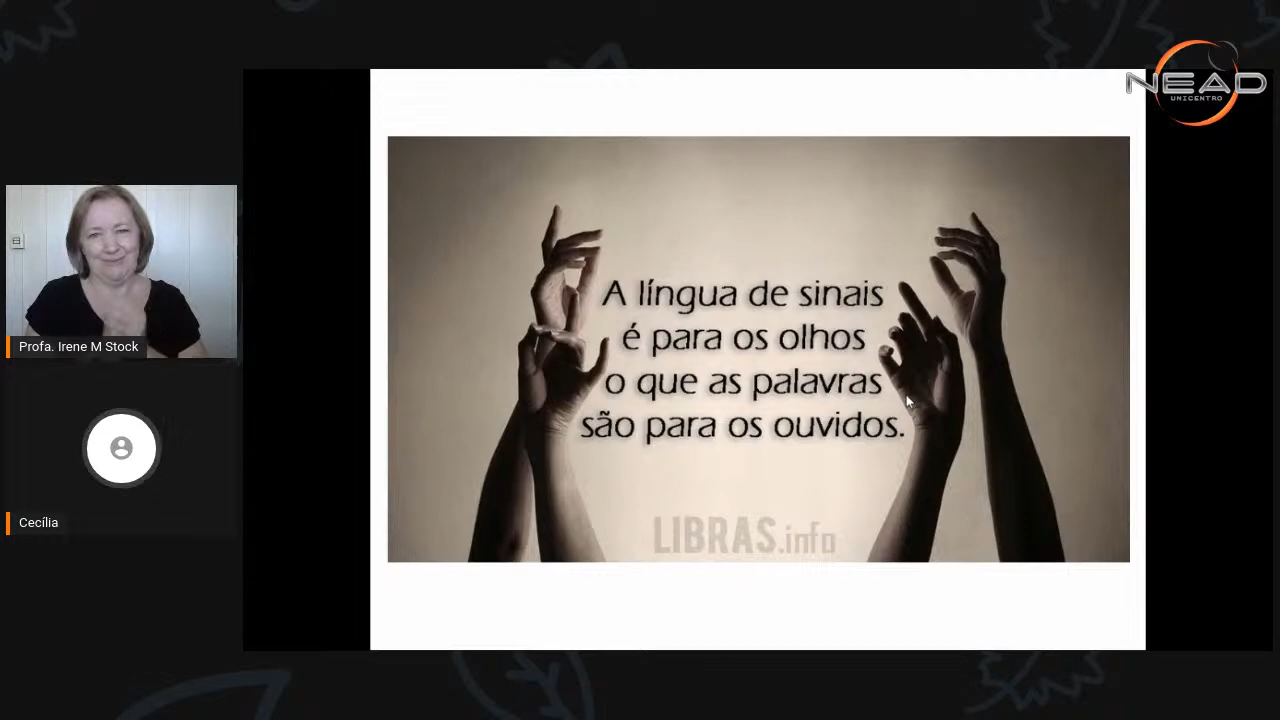 NEAD
UNICENTRO
Profa. Irene M Stock
Cecília
A língua de sinais
é para os olhos
o que as palavras
são para os ouvidos.
LIBRAS.info